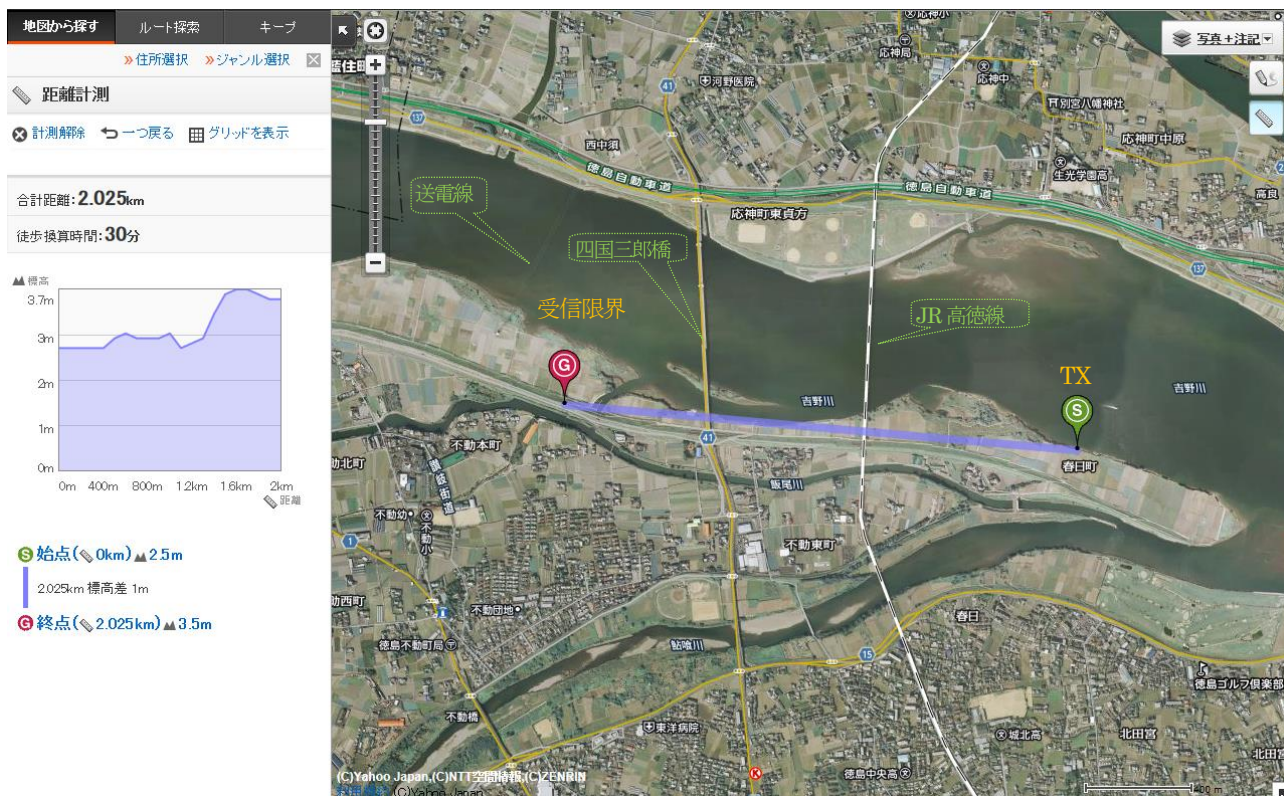 地図から探す ルート探索 キープ
»住所選択 »ジャンル選択
距離計測
計測解除 一つ戻る グリッドを表示
合計距離:2.025km
徒歩換算時間:30分
標高
3.7m
3m
2m
1m
0m
0m 400m 800m 1.2km 1.6km 2km
距離
S 始点(0km) 2.5m
2.025km 標高差 1m
G 終点(2.025km) 3.5m
写真+注記
応神小
応神局
応神中
河野医院
41
別宮八幡神社
137
応神町中原
西中須
生光学園高
徳島自動車道
徳島自動車道
高良
送電線
応神町東貞方
四国三郎橋
137
受信限界
JR 高徳線
G
TX
吉野川
吉野川
S
41
不動本町
春日町
飯尾川
不動幼
不動小
1
不動東町
不動団地
春日
徳島不動町局
鮎喰川
15
徳島ゴルフ倶楽部
不動橋
東洋病院
城北高
北田宮
K
徳島中央高
(C)Yahoo Japan,(C)NTT空間情報,(C)ZENRIN